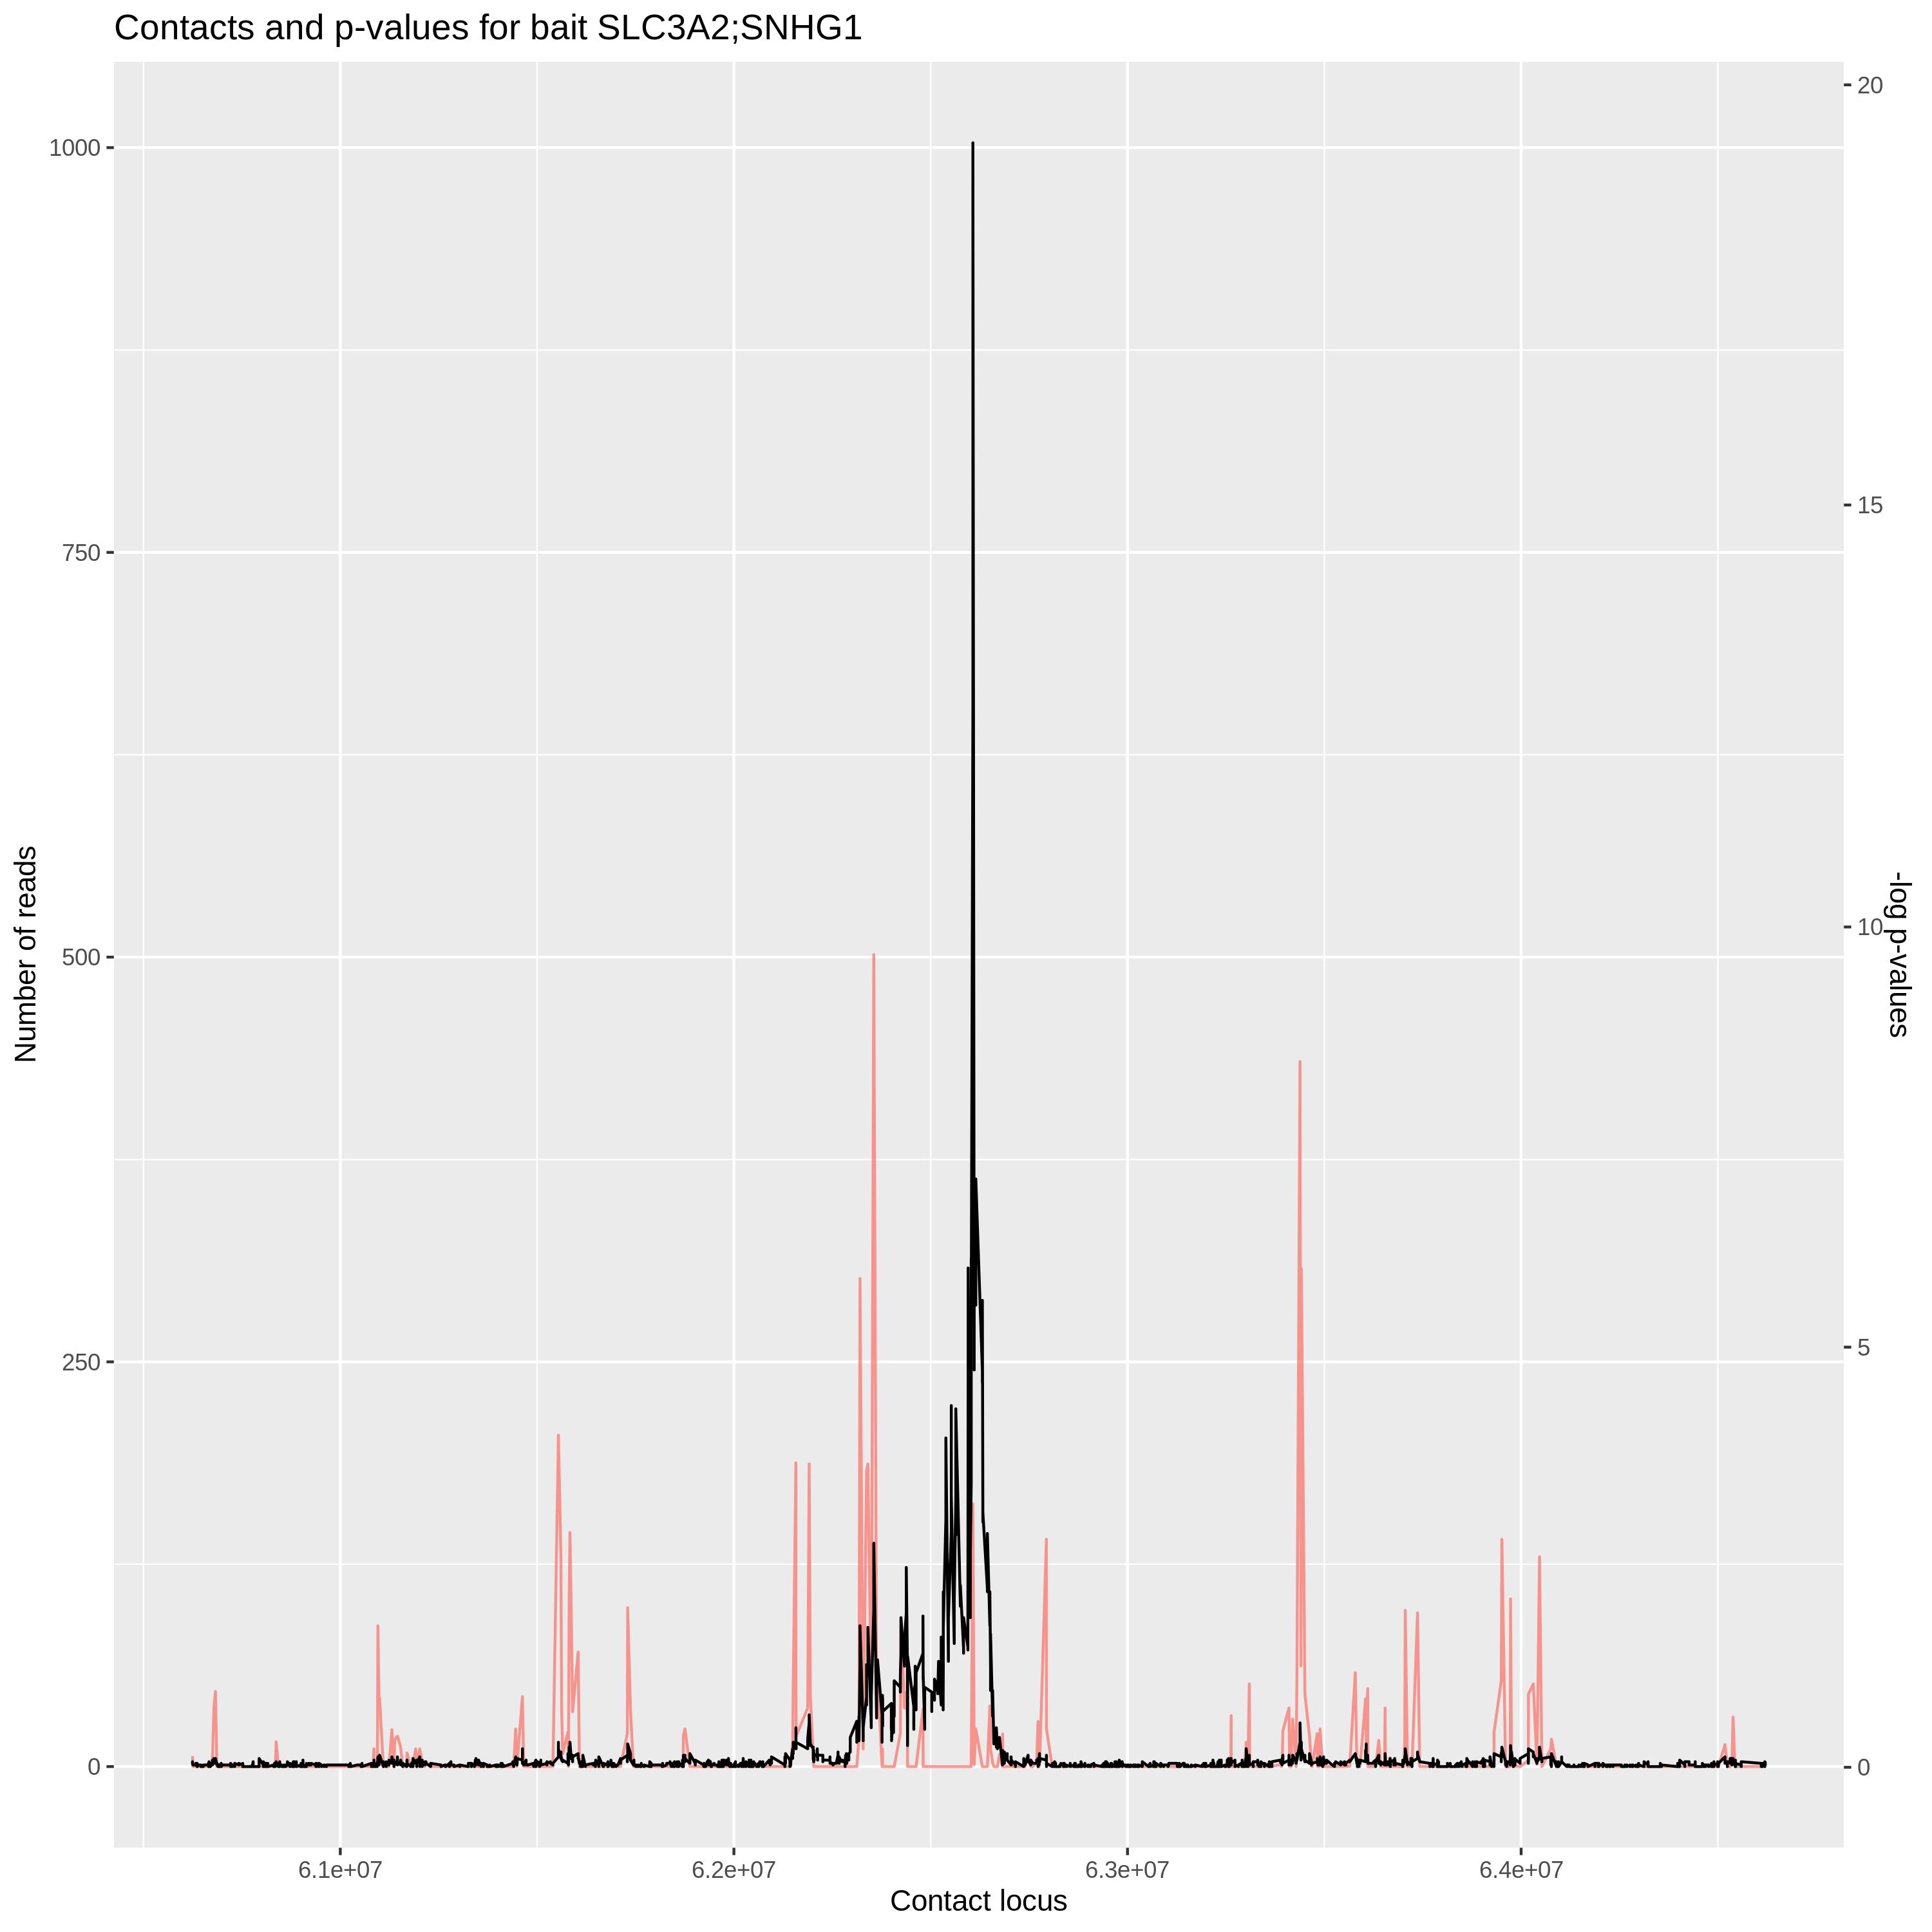 Contacts and p-values for bait SLC3A2;SNHG1
1000
750
500
250
0
Number of reads
20
15
10
5
0
-log p-values
6.1e+07
6.2e+07
6.3e+07
6.4e+07
Contact locus